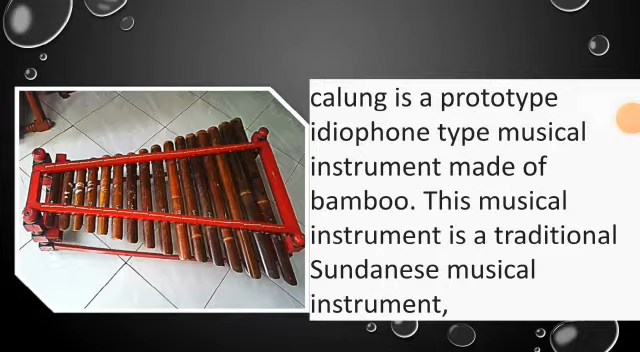 calung is a prototype
idiophone type musical
instrument made of
bamboo. This musical
instrument is a traditional
Sundanese musical
instrument,